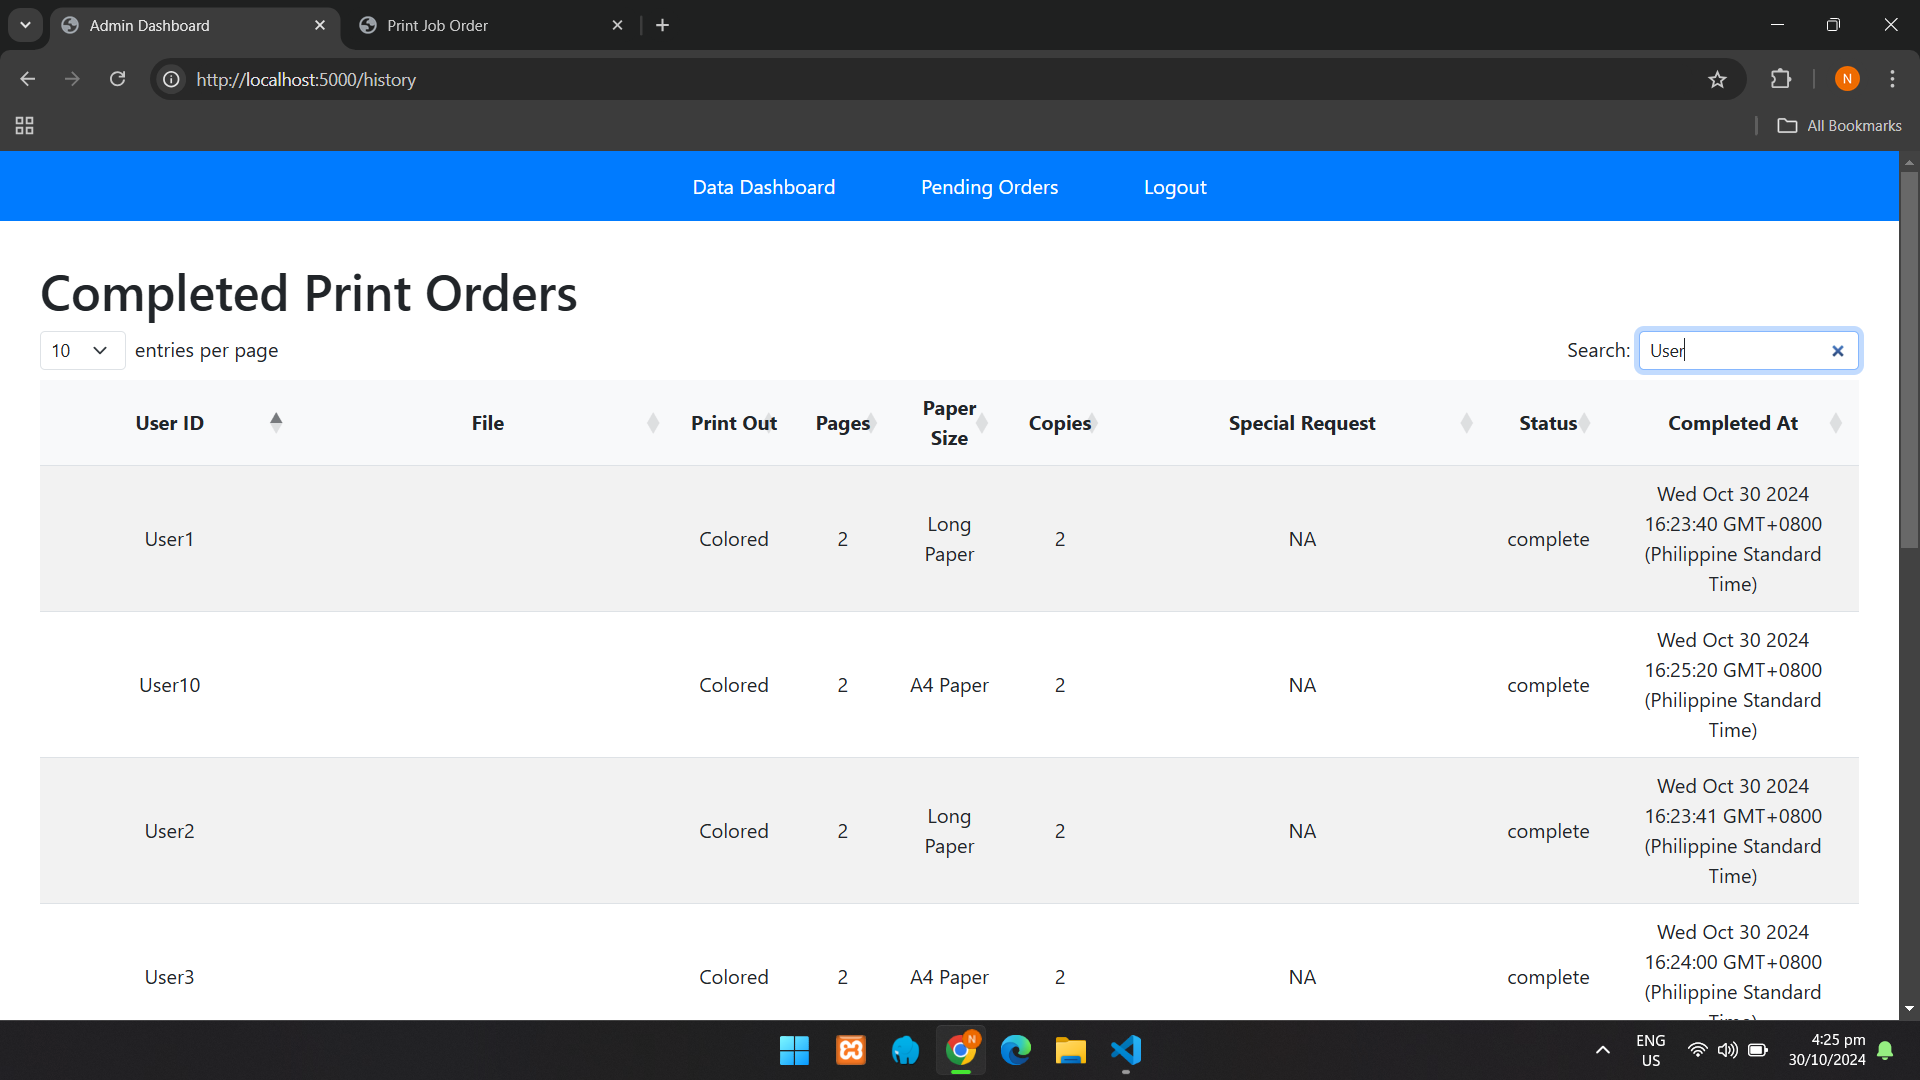 Admin Dashboard
Print Job Order
http://localhost:5000/history
N
All Bookmarks
Data Dashboard
Pending Orders
Logout
Completed Print Orders
10
entries per page
Search:
User
User ID
File
Print Out
Pages
Paper
Size
Copies
Special Request
Status
Completed At
User1
Colored
2
Long
Paper
2
NA
complete
Wed Oct 30 2024
16:23:40 GMT+0800
(Philippine Standard
Time)
User10
Colored
2
A4 Paper
2
NA
complete
Wed Oct 30 2024
16:25:20 GMT+0800
(Philippine Standard
Time)
User2
Colored
2
Long
Paper
2
NA
complete
Wed Oct 30 2024
16:23:41 GMT+0800
(Philippine Standard
Time)
User3
Colored
2
A4 Paper
2
NA
complete
Wed Oct 30 2024
16:24:00 GMT+0800
(Philippine Standard
Time)
N
ENG
US
4:25 pm
30/10/2024